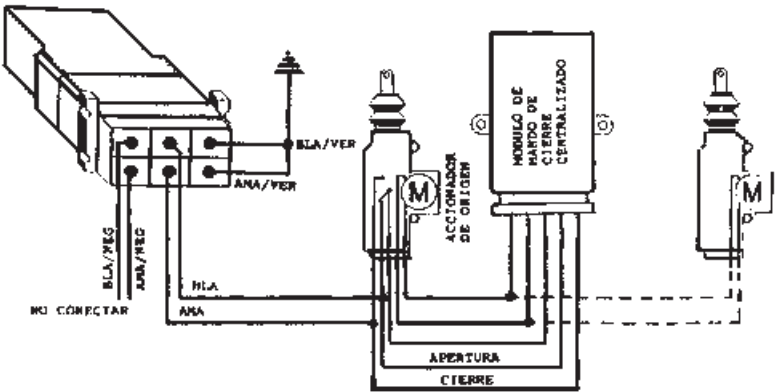 BLA/VER
AMA/VER
BLA/NEG
AMA/NEG
NO CONECTAR
BLA
AMA
ACCIONADOR
DE ORIGEN
M
MODULO DE
MANDO DE
CIERRE
CENTRALIZADO
M
APERTURA
CIERRE